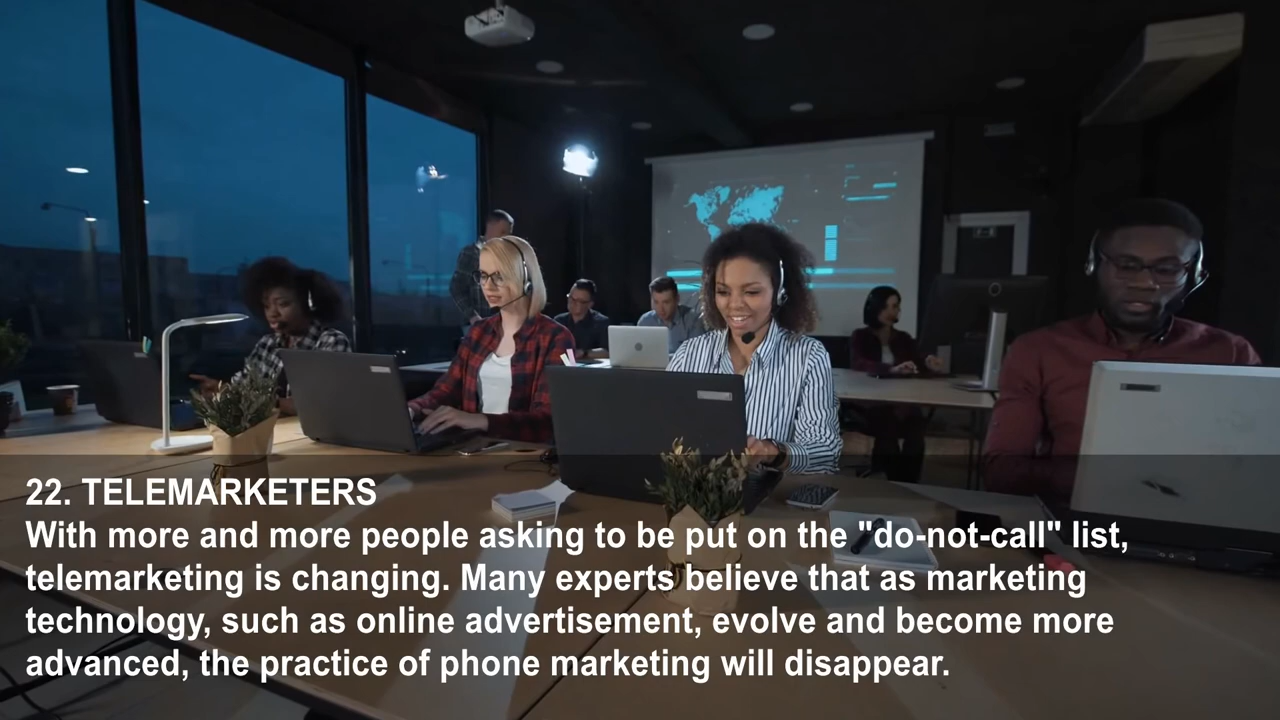 22. TELEMARKETERS
With more and more people asking to be put on the "do-not-call" list,
telemarketing is changing. Many experts believe that as marketing
technology, such as online advertisement, evolve and become more
advanced, the practice of phone marketing will disappear.